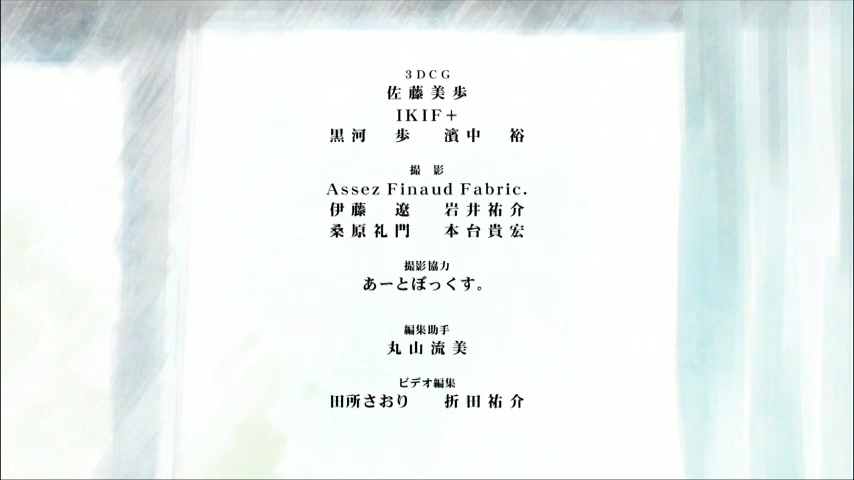 3DCG
佐藤美歩
IKIF+
黒河 歩 濱中 裕
撮 影
Assez Finaud Fabric.
伊藤 遼 岩井祐介
桑原礼門 本台貴宏
撮影協力
あーとぼっくす。
編集助手
丸山流美
ビデオ編集
田所さおり 折田祐介